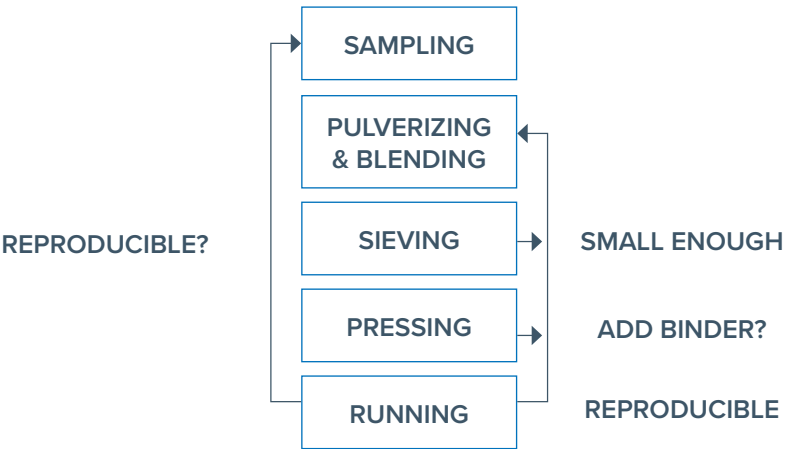 SAMPLING
PULVERIZING
& BLENDING
REPRODUCIBLE?
SIEVING
SMALL ENOUGH
PRESSING
ADD BINDER?
RUNNING
REPRODUCIBLE